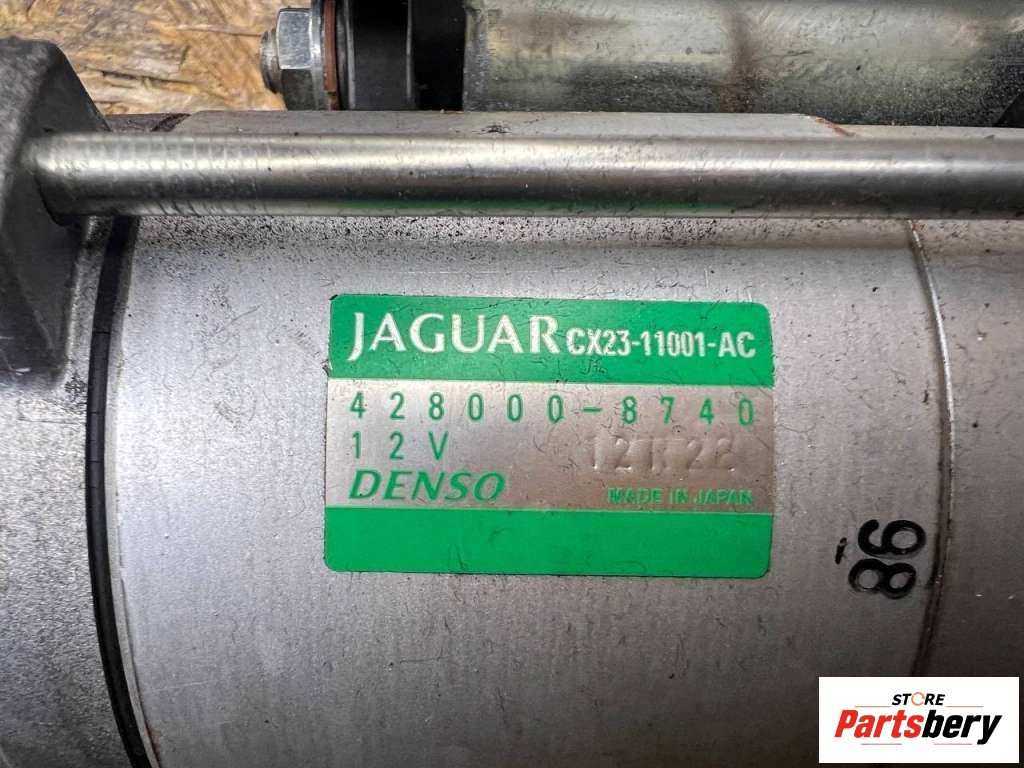 JAGUAR CX23-11001-AC
428000-8740
12V
DENSO MADE IN JAPAN
86
STORE
Partsbery